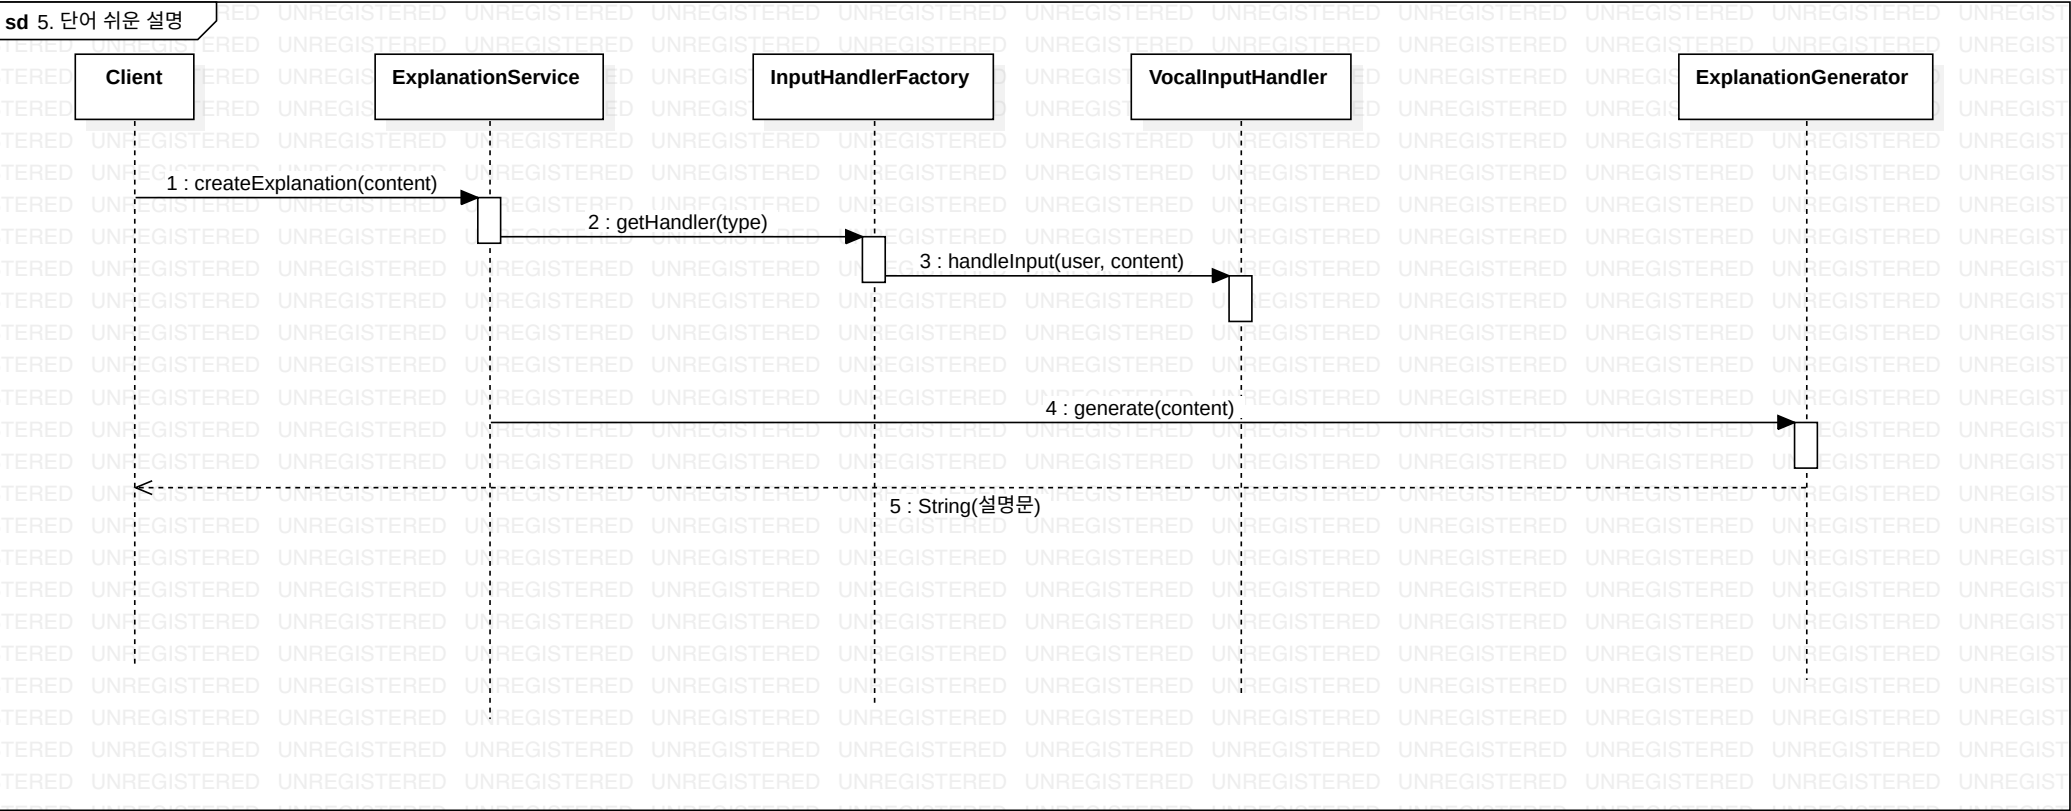 sd 5. 단어 쉬운 설명
Client
ExplanationService
InputHandlerFactory
VocalInputHandler
ExplanationGenerator
1 : createExplanation(content)
2 : getHandler(type)
3 : handleInput(user, content)
4 : generate(content)
5 : String(설명문)